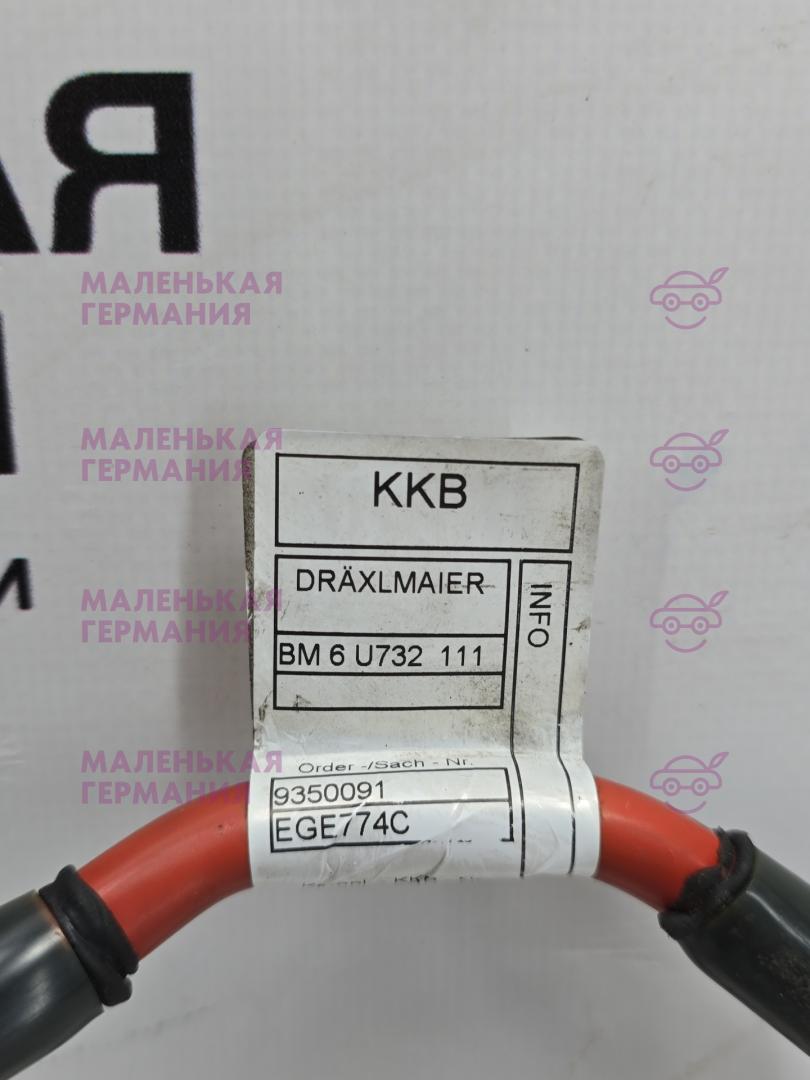 МАЛЕНЬКАЯ
ГЕРМАНИЯ
МАЛЕНЬКАЯ
ГЕРМАНИЯ
KKB
DRÄXLMAIER
INFO
МАЛЕНЬКАЯ
ГЕРМАНИЯ
BM 6 U732 111
МАЛЕНЬКАЯ
ГЕРМАНИЯ
Order -/Sach - Nr.
9350091
EGE774C